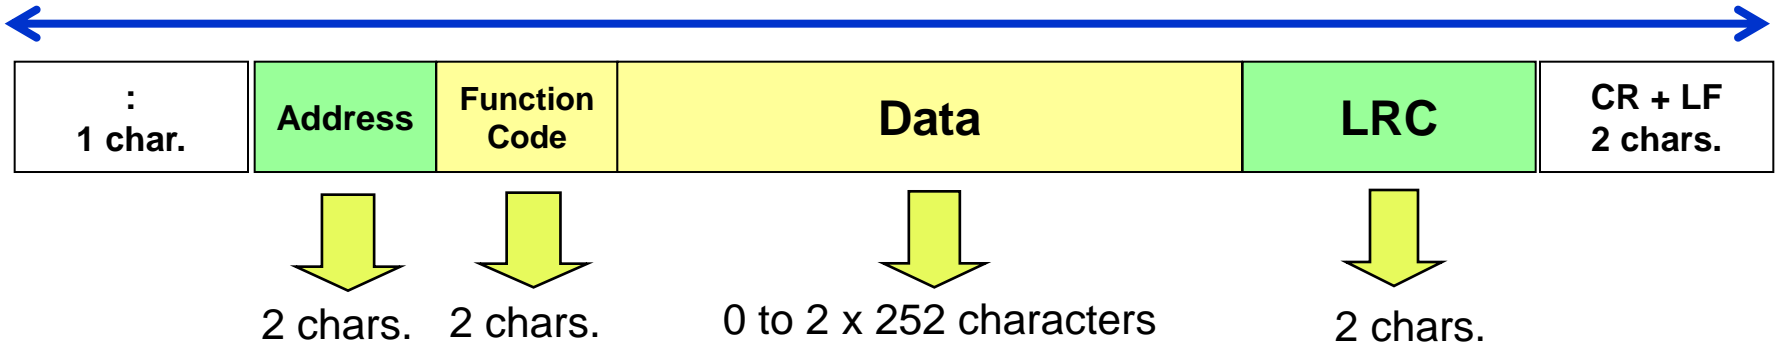 :
1 char.
Address
Function
Code
Data
LRC
CR + LF
2 chars.
2 chars.
2 chars.
0 to 2 x 252 characters
2 chars.